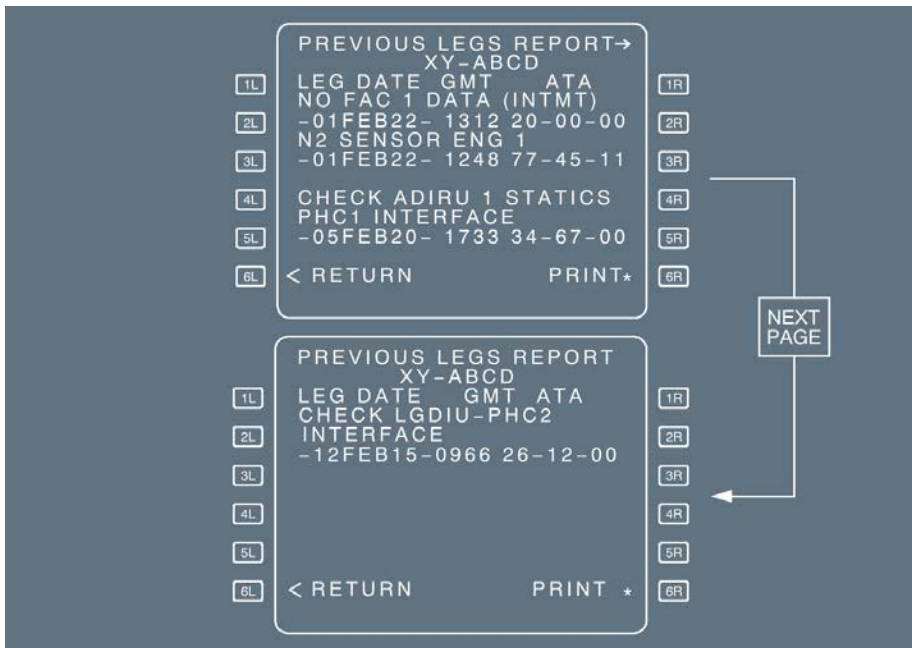 PREVIOUS LEGS REPORT→
XY-ABCD
1L LEG DATE GMT ATA 1R
NO FAC 1 DATA (INTMT)
2L -01FEB22- 1312 20-00-00 2R
N2 SENSOR ENG 1
3L -01FEB22- 1248 77-45-11 3R
4L CHECK ADIRU 1 STATICS 4R
PHC1 INTERFACE
5L -05FEB20- 1733 34-67-00 5R
6L < RETURN PRINT* 6R
NEXT
PAGE
PREVIOUS LEGS REPORT
XY-ABCD
1L LEG DATE GMT ATA 1R
CHECK LGDIU-PHC2
2L INTERFACE 2R
-12FEB15-0966 26-12-00
3L 3R
4L 4R
5L 5R
6L < RETURN PRINT * 6R